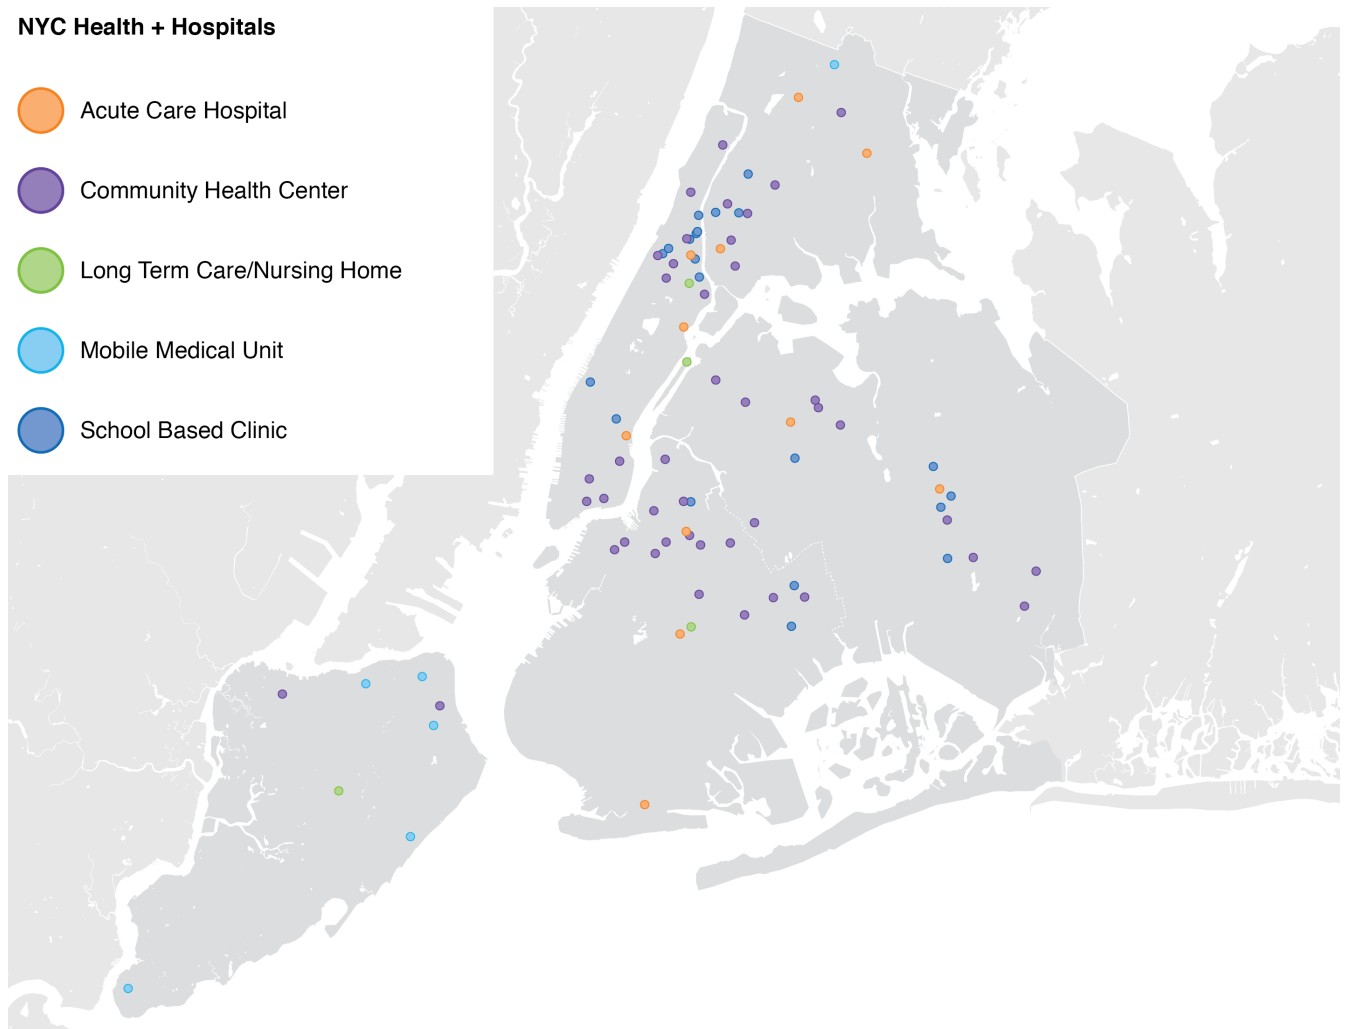 NYC Health + Hospitals
Acute Care Hospital
Community Health Center
Long Term Care/Nursing Home
Mobile Medical Unit
School Based Clinic